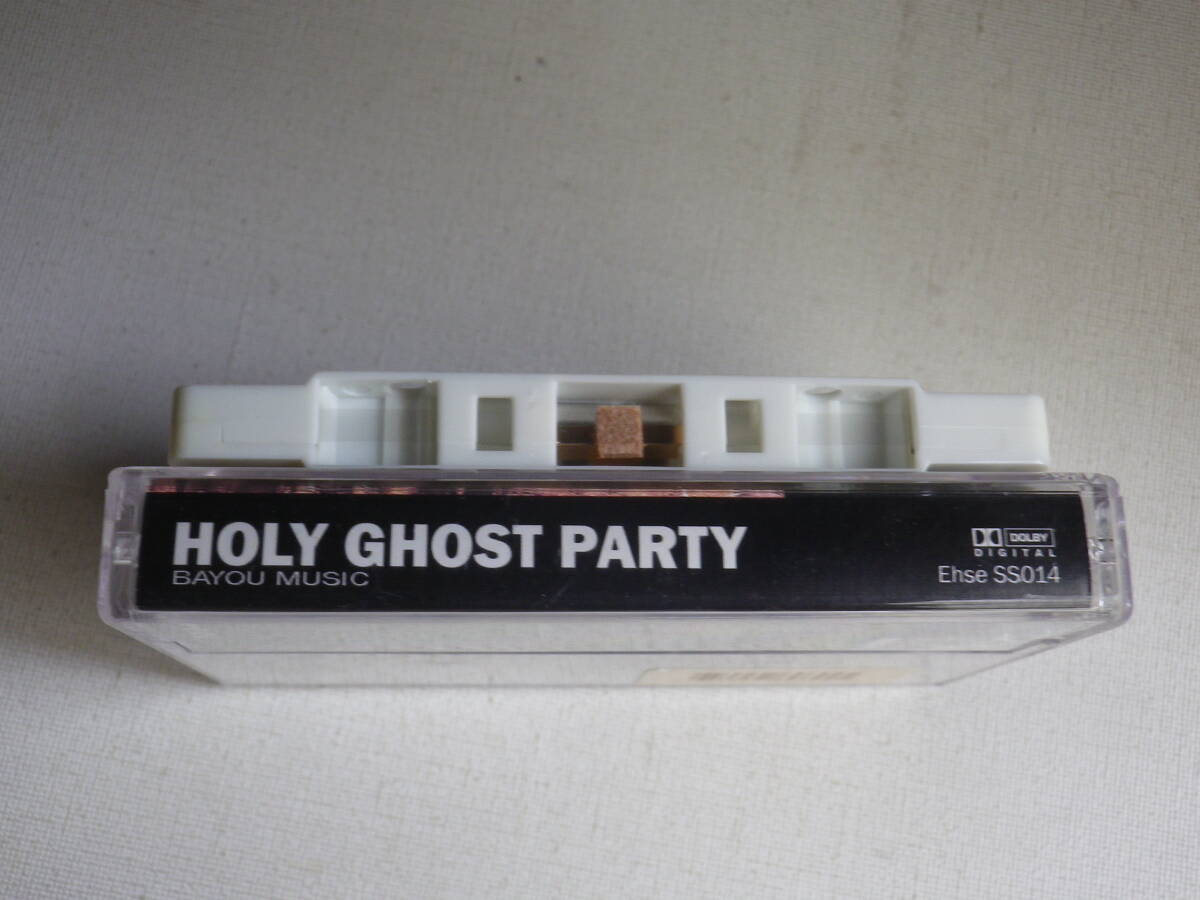 HOLY GHOST PARTY
BAYOU MUSIC
DOLBY
DIGITAL
Ehse SS014